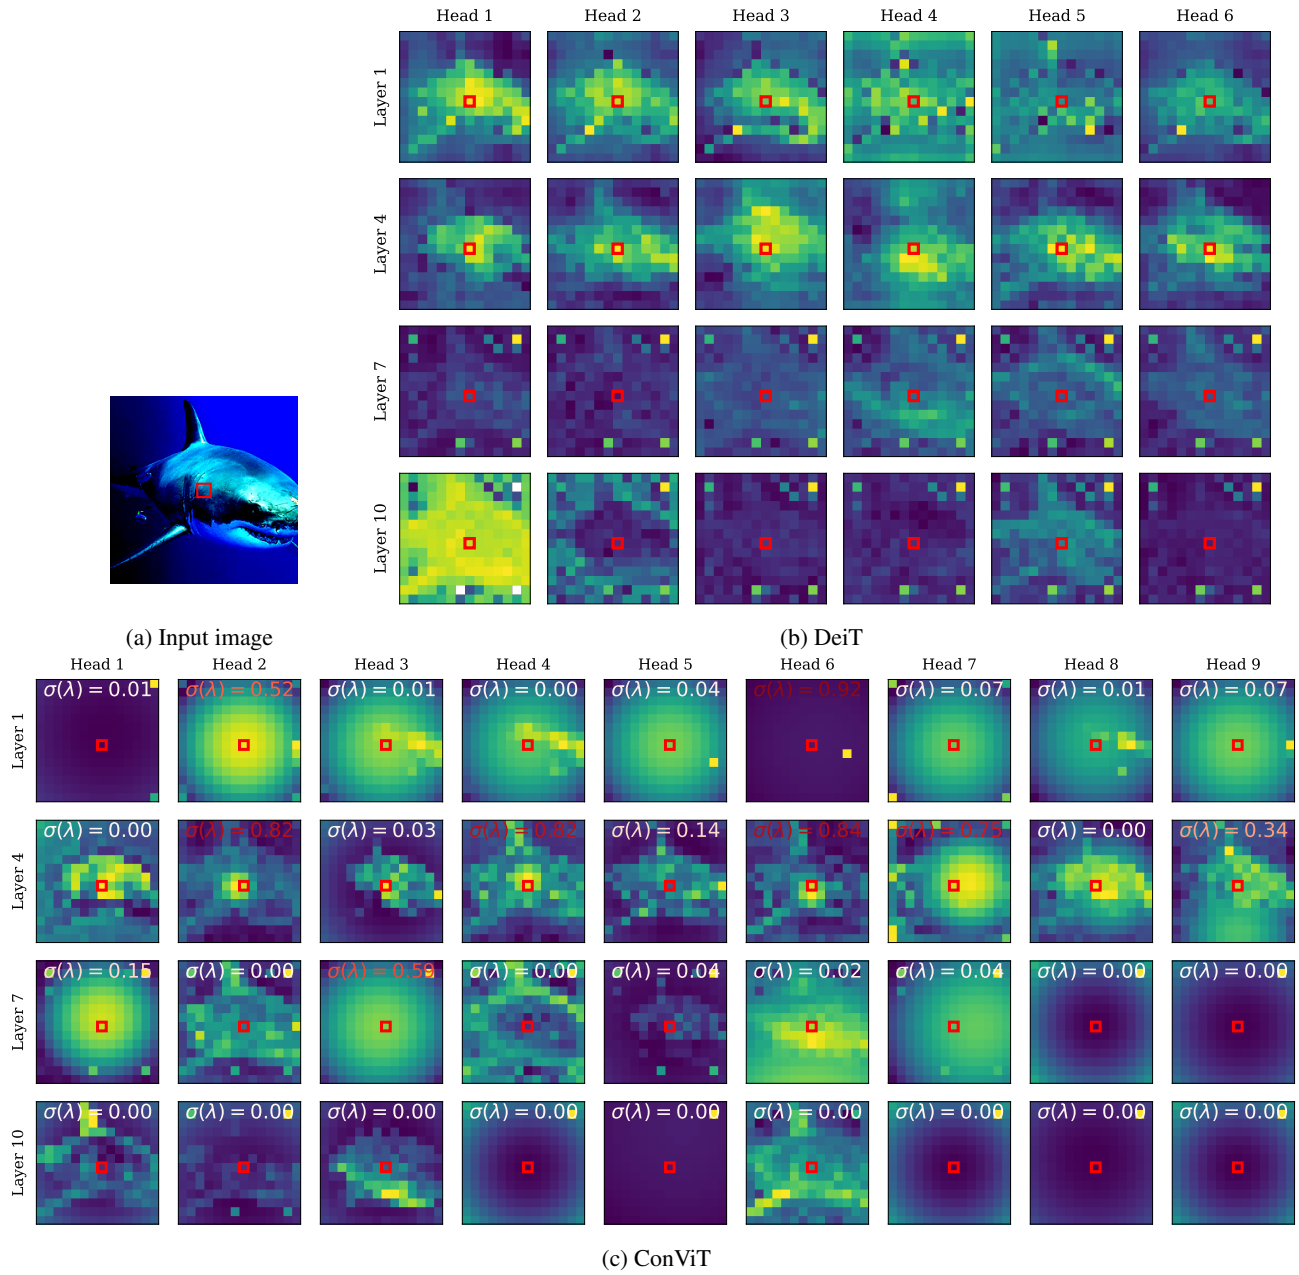 Head 1 Head 2 Head 3 Head 4 Head 5 Head 6
Layer 1
Layer 4
Layer 7
Layer 10
(a) Input image
(b) DeiT
Head 1 Head 2 Head 3 Head 4 Head 5 Head 6 Head 7 Head 8 Head 9
Layer 1
σ(λ) = 0.01 σ(λ) = 0.52 σ(λ) = 0.01 σ(λ) = 0.00 σ(λ) = 0.04 σ(λ) = 0.92 σ(λ) = 0.07 σ(λ) = 0.01 σ(λ) = 0.07
Layer 4
σ(λ) = 0.00 σ(λ) = 0.82 σ(λ) = 0.03 σ(λ) = 0.82 σ(λ) = 0.14 σ(λ) = 0.84 σ(λ) = 0.75 σ(λ) = 0.00 σ(λ) = 0.34
Layer 7
σ(λ) = 0.15 σ(λ) = 0.00 σ(λ) = 0.59 σ(λ) = 0.00 σ(λ) = 0.04 σ(λ) = 0.02 σ(λ) = 0.04 σ(λ) = 0.00 σ(λ) = 0.00
Layer 10
σ(λ) = 0.00 σ(λ) = 0.00 σ(λ) = 0.00 σ(λ) = 0.00 σ(λ) = 0.00 σ(λ) = 0.00 σ(λ) = 0.00 σ(λ) = 0.00 σ(λ) = 0.00
(c) ConViT